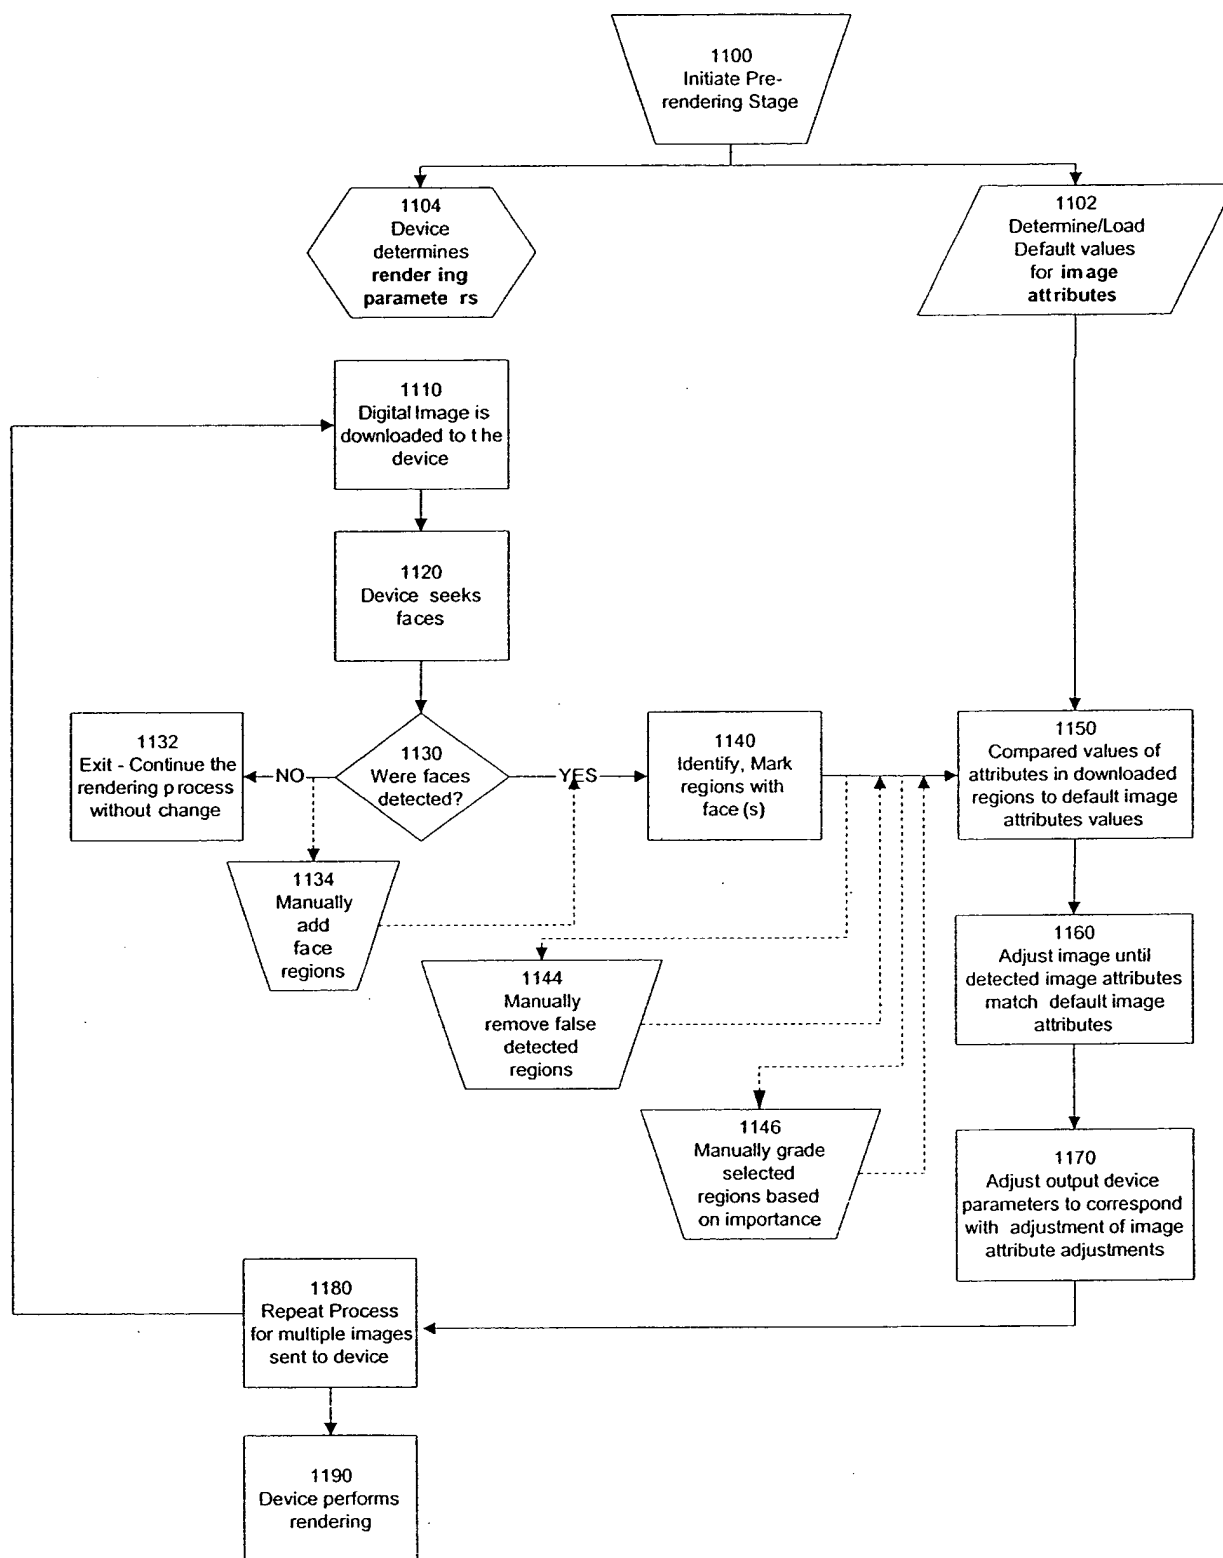 1100
Initiate Pre-
rendering Stage
1104
Device
determines
render ing
paramete rs
1102
Determine/Load
Default values
for image
attributes
1110
Digital Image is
downloaded to t he
device
1120
Device seeks
faces
1132
Exit - Continue the
rendering process
without change
NO
1130
Were faces
detected?
YES
1140
Identify, Mark
regions with
face (s)
1150
Compared values of
attributes in downloaded
regions to default image
attributes values
1134
Manually
add
face
regions
1144
Manually
remove false
detected
regions
1160
Adjust image until
detected image attributes
match default image
attributes
1146
Manually grade
selected
regions based
on importance
1170
Adjust output device
parameters to correspond
with adjustment of image
attribute adjustments
1180
Repeat Process
for multiple images
sent to device
1190
Device performs
rendering